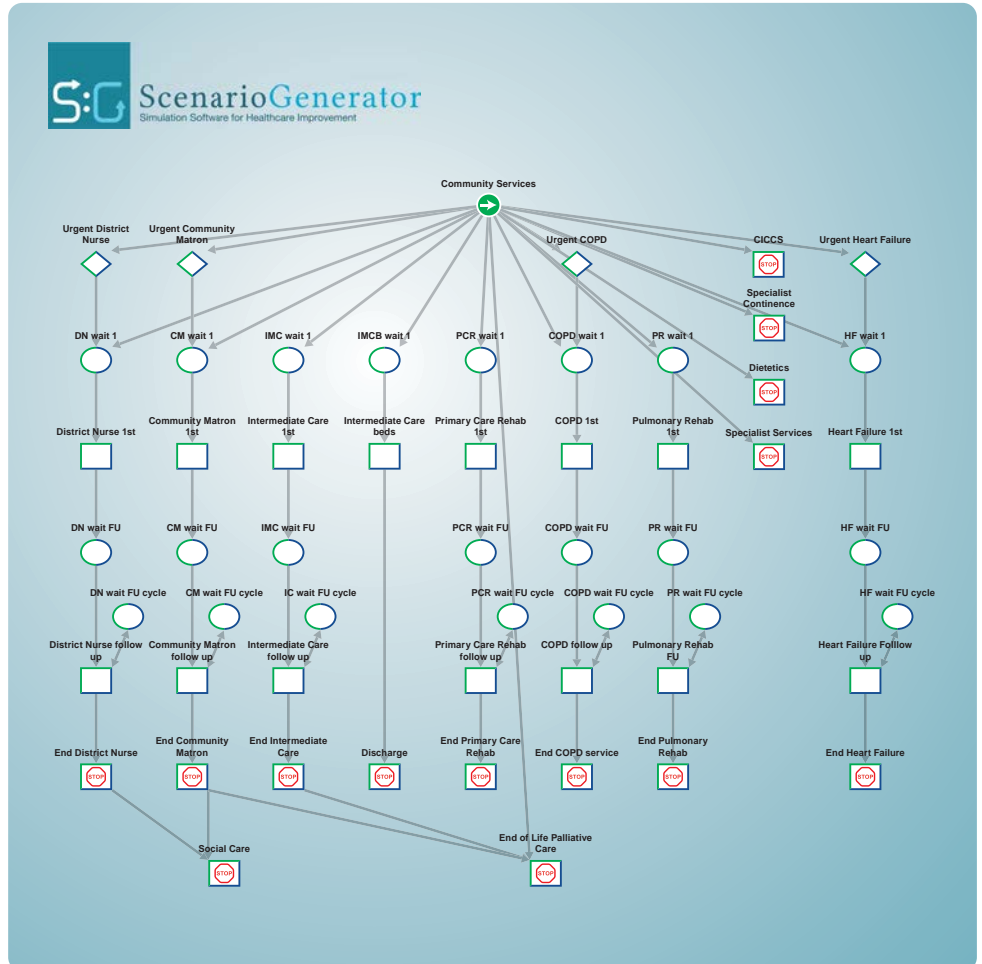 S:G ScenarioGenerator
Simulation Software for Healthcare Improvement
Community Services
Urgent District
Nurse
Urgent Community
Matron
Urgent COPD
CICCS
STOP
Urgent Heart Failure
Specialist
Continence
STOP
DN wait 1
CM wait 1
IMC wait 1
IMCB wait 1
PCR wait 1
COPD wait 1
PR wait 1
HF wait 1
Dietetics
STOP
District Nurse 1st
Community Matron
1st
Intermediate Care
1st
Intermediate Care
beds
Primary Care Rehab
1st
COPD 1st
Pulmonary Rehab
1st
Specialist Services
STOP
Heart Failure 1st
DN wait FU
CM wait FU
IMC wait FU
PCR wait FU
COPD wait FU
PR wait FU
HF wait FU
DN wait FU cycle
CM wait FU cycle
IC wait FU cycle
PCR wait FU cycle
COPD wait FU cycle
PR wait FU cycle
HF wait FU cycle
District Nurse follow
up
Community Matron
follow up
Intermediate Care
follow up
Primary Care Rehab
follow up
COPD follow up
Pulmonary Rehab
FU
Heart Failure Folllow
up
End District Nurse
STOP
End Community
Matron
STOP
End Intermediate
Care
STOP
Discharge
STOP
End Primary Care
Rehab
STOP
End COPD service
STOP
End Pulmonary
Rehab
STOP
End Heart Failure
STOP
Social Care
STOP
End of Life Palliative
Care
STOP